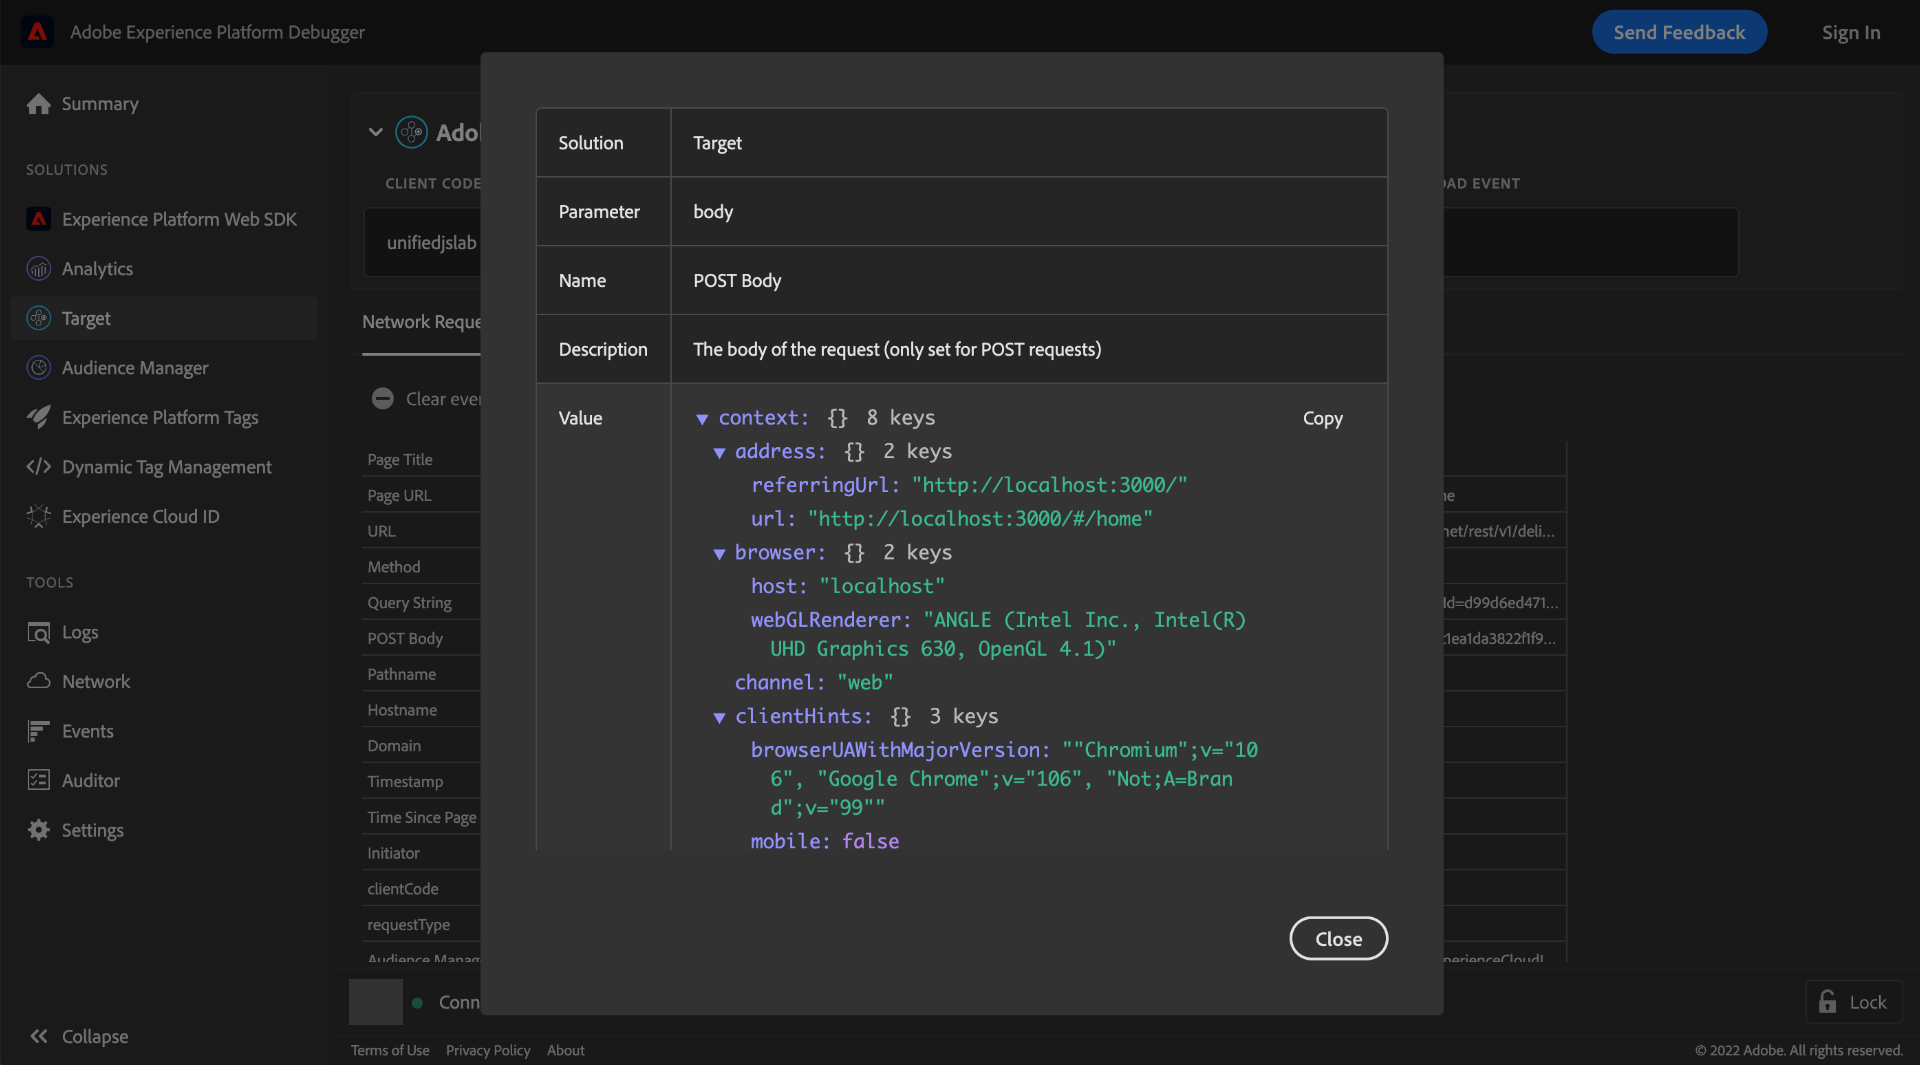 Adobe Experience Platform Debugger
Send Feedback
Sign In
Summary
SOLUTIONS
Experience Platform Web SDK
Analytics
Target
Audience Manager
Experience Platform Tags
Dynamic Tag Management
Experience Cloud ID
TOOLS
Logs
Network
Events
Auditor
Settings
Collapse
CLIENT CODE
unifiedjslab
Network Reque
Clear eve
Page Title
Page URL
URL
Method
Query String
POST Body
Pathname
Hostname
Domain
Timestamp
Time Since Page
Initiator
clientCode
requestType
Audience Manag
Solution Target
Parameter body
Name POST Body
Description The body of the request (only set for POST requests)
Value
Copy
▼ context: {} 8 keys
▼ address: {} 2 keys
referringUrl: "http://localhost:3000/"
url: "http://localhost:3000/#/home"
▼ browser: {} 2 keys
host: "localhost"
webGLRenderer: "ANGLE (Intel Inc., Intel(R)
UHD Graphics 630, OpenGL 4.1)"
channel: "web"
▼ clientHints: {} 3 keys
browserUAWithMajorVersion: ""Chromium";v="10
6", "Google Chrome";v="106", "Not;A=Bran
d";v="99""
mobile: false
Close
AD EVENT
net/rest/v1/deli...
Id=d99d6ed471...
1ea1da3822f1f9...
perienceCloudI
Conn
Lock
Terms of Use Privacy Policy About
© 2022 Adobe. All rights reserved.